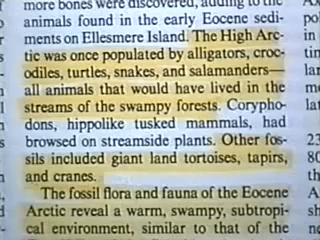 more bones were discovered, adding to the
animals found in the early Eocene sedi-
ments on Ellesmere Island. The High Arc-
tic was once populated by alligators, croc-
odiles, turtles, snakes, and salamanders—
all animals that would have lived in the
streams of the swampy forests. Corypho-
dons, hippolike tusked mammals, had
browsed on streamside plants. Other fos-
sils included giant land tortoises, tapirs,
and cranes.
The fossil flora and fauna of the Eocene
Arctic reveal a warm, swampy, subtropi-
cal environment, similar to that of the